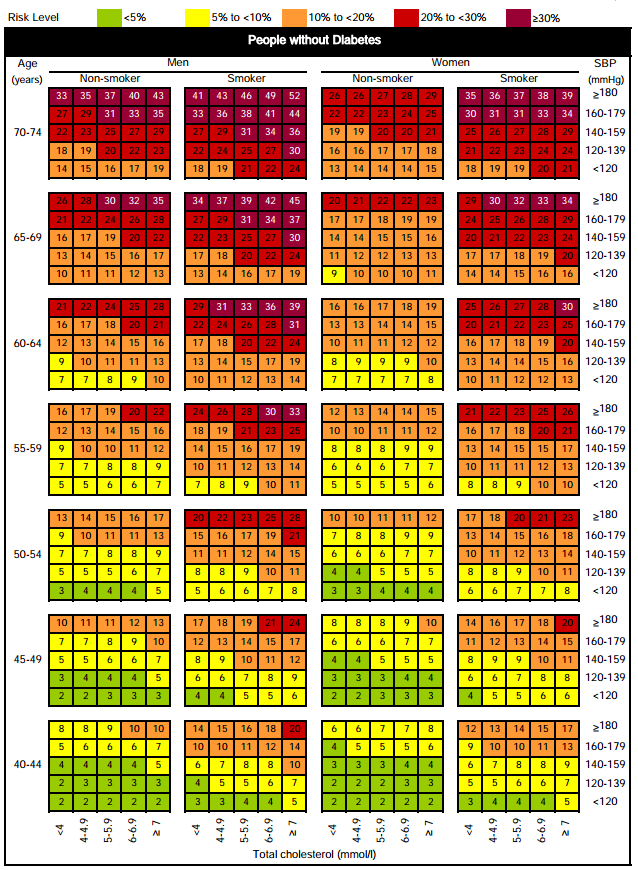 Risk Level <5% 5% to <10% 10% to <20% 20% to <30% ≥30%
People without Diabetes
Age Men Women SBP
(years) Non-smoker Smoker Non-smoker Smoker (mmHg)
33 35 37 40 43 41 43 46 49 52 26 26 27 28 29 35 36 37 38 39 ≥180
27 29 31 33 35 33 36 38 41 44 22 22 23 24 25 30 31 31 33 34 160-179
70-74 22 23 25 27 29 27 29 31 34 36 19 19 20 20 21 25 26 27 28 29 140-159
18 19 20 22 23 22 24 25 28 30 16 16 17 17 18 21 22 23 24 24 120-139
14 15 16 17 19 18 19 21 22 24 13 14 14 14 15 18 19 19 20 21 <120
26 28 30 32 35 34 37 39 42 45 20 21 22 22 23 29 30 32 33 34 ≥180
21 22 24 26 28 27 29 31 34 37 17 17 18 19 19 24 25 26 28 29 160-179
65-69 16 17 19 20 22 22 23 25 27 30 14 14 15 15 16 20 21 22 23 24 140-159
13 14 15 16 17 17 18 20 22 24 11 12 12 13 13 17 17 18 19 20 120-139
10 11 11 12 13 13 14 16 17 19 9 10 10 10 11 14 14 15 16 16 <120
21 22 24 25 28 29 31 33 36 39 16 16 17 18 19 25 26 27 28 30 ≥180
16 17 18 20 21 22 24 26 28 31 13 13 14 14 15 20 21 22 23 25 160-179
60-64 12 13 14 15 16 17 18 20 22 24 10 11 11 12 12 16 17 18 19 20 140-159
9 10 11 11 13 13 14 15 17 19 8 9 9 9 10 13 14 14 15 16 120-139
7 7 8 9 10 10 11 12 13 14 7 7 7 7 8 10 11 12 12 13 <120
16 17 19 20 22 24 26 28 30 33 12 13 14 14 15 21 22 23 25 26 ≥180
12 13 14 15 16 18 19 21 23 25 10 10 11 11 12 16 17 18 20 21 160-179
55-59 9 10 10 11 12 13 14 15 17 19 8 8 8 9 9 13 14 14 15 17 140-159
7 7 8 8 9 10 10 12 13 14 6 6 6 7 7 10 11 11 12 13 120-139
5 5 6 6 7 7 8 9 10 11 5 5 5 5 6 8 8 9 10 10 <120
13 14 15 16 17 20 22 23 25 28 10 10 11 11 12 17 18 20 21 23 ≥180
9 10 11 12 13 15 16 17 19 21 7 8 8 9 9 13 14 15 16 18 160-179
50-54 7 7 8 8 9 11 11 12 14 15 6 6 6 7 7 10 11 12 13 14 140-159
5 5 5 6 7 8 8 9 10 11 4 4 5 5 5 8 8 9 10 11 120-139
3 4 4 4 5 5 6 6 7 8 3 3 4 4 4 6 6 7 7 8 <120
10 11 11 12 13 17 18 19 21 24 8 8 8 9 10 14 16 17 18 20 ≥180
7 7 8 9 10 12 13 14 15 17 6 6 6 7 7 11 12 13 14 15 160-179
45-49 5 5 6 6 7 8 9 10 11 12 4 4 5 5 5 8 9 9 10 11 140-159
3 4 4 4 5 6 6 7 8 9 3 3 3 4 4 6 6 7 7 8 120-139
2 2 3 3 3 4 4 5 5 6 2 2 3 3 3 4 5 5 5 6 <120
8 8 9 10 10 14 15 16 18 20 6 6 7 7 8 12 13 14 15 17 ≥180
5 6 6 6 7 10 10 11 12 14 4 5 5 5 6 9 10 10 11 13 160-179
40-44 4 4 4 4 5 6 7 8 8 10 3 3 3 4 4 6 7 7 8 9 140-159
2 3 3 3 3 4 5 5 6 7 2 2 3 3 3 5 5 5 6 7 120-139
2 2 2 2 2 3 3 4 4 5 2 2 2 2 2 3 4 4 4 5 <120
<4 4-4.9 5-5.9 6-6.9 ≥ 7 <4 4-4.9 5-5.9 6-6.9 ≥ 7 <4 4-4.9 5-5.9 6-6.9 ≥ 7 <4 4-4.9 5-5.9 6-6.9 ≥ 7
Total cholesterol (mmol/l)